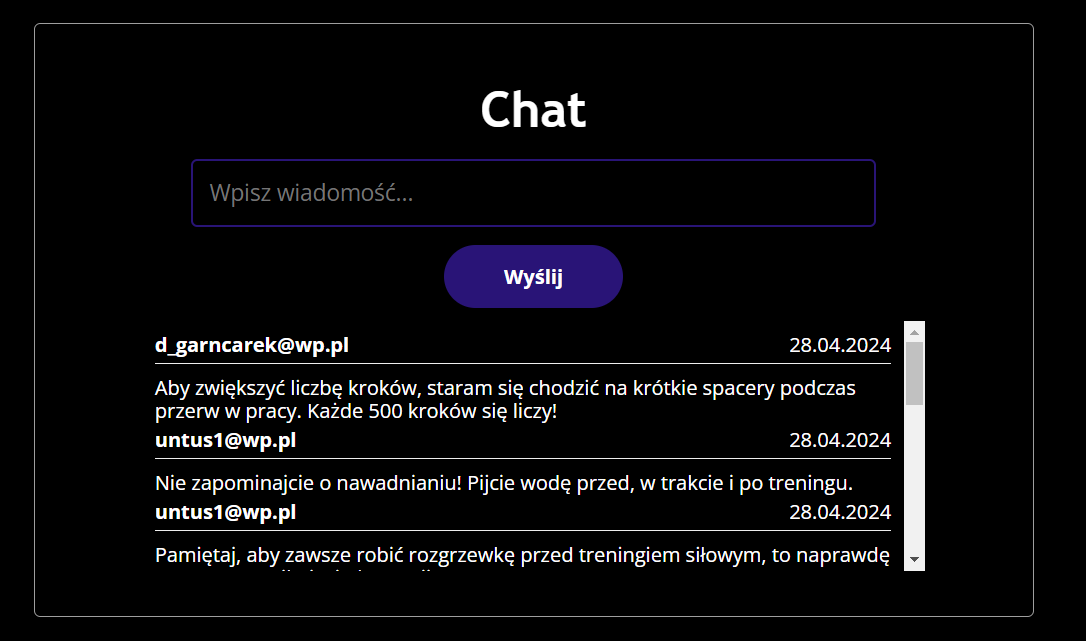 Chat
Wpisz wiadomość...
Wyślij
d_garncarek@wp.pl 28.04.2024
Aby zwiększyć liczbę kroków, staram się chodzić na krótkie spacery podczas
przerw w pracy. Każde 500 kroków się liczy!
untus1@wp.pl 28.04.2024
Nie zapominajcie o nawadnianiu! Pijcie wodę przed, w trakcie i po treningu.
untus1@wp.pl 28.04.2024
Pamiętaj, aby zawsze robić rozgrzewkę przed treningiem siłowym, to naprawdę